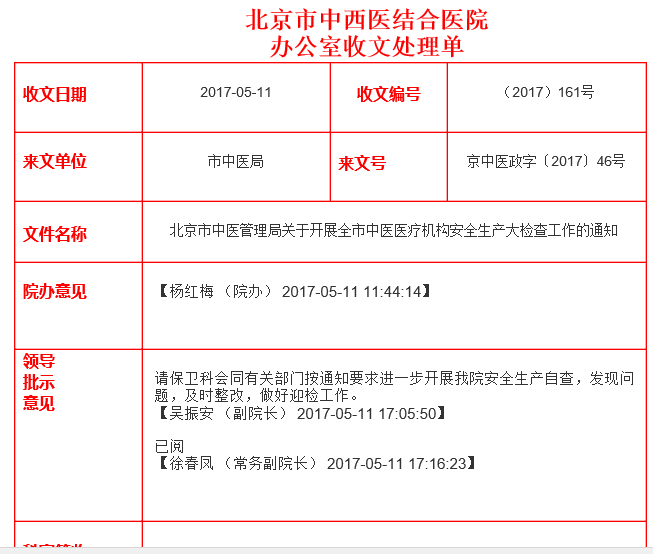 北京市中西医结合医院
办公室收文处理单
收文日期 2017-05-11 收文编号 （2017）161号
来文单位 市中医局 来文号 京中医政字〔2017〕46号
文件名称 北京市中医管理局关于开展全市中医医疗机构安全生产大检查工作的通知
院办意见 【杨红梅 （院办） 2017-05-11 11:44:14】
领导
批示
意见
请保卫科会同有关部门按通知要求进一步开展我院安全生产自查，发现问
题，及时整改，做好迎检工作。
【吴振安 （副院长） 2017-05-11 17:05:50】
已阅
【徐春凤 （常务副院长） 2017-05-11 17:16:23】